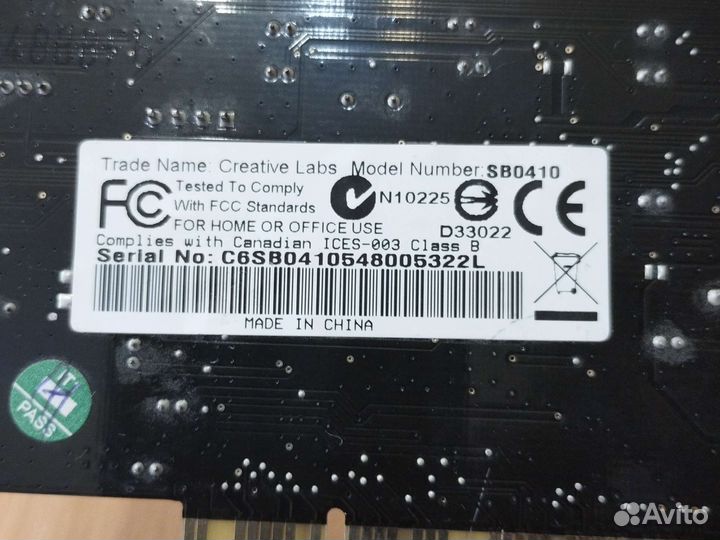 Trade Name: Creative Labs Model Number: SB0410
FC Tested To Comply
With FCC Standards
FOR HOME OR OFFICE USE
N10225
D33022
CE
Complies with Canadian ICES-003 Class B
Serial No: C6SB0410548005322L
MADE IN CHINA
PASS
Avito